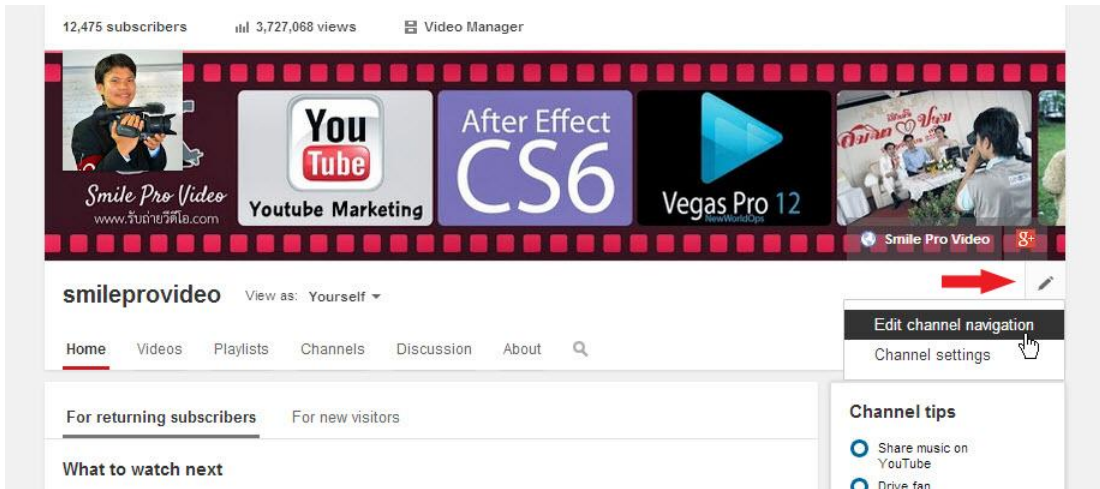 12,475 subscribers
3,727,068 views
Video Manager
You
Tube
Youtube Marketing
After Effect
CS6
Vegas Pro 12
NewWorldOps
Smile Pro Video
www.รับถ่ายวีดีโอ.com
Smile Pro Video
g+
smileprovideo
View as: Yourself
Edit channel navigation
Channel settings
Home
Videos
Playlists
Channels
Discussion
About
For returning subscribers
For new visitors
What to watch next
Channel tips
Share music on
YouTube
Drive fan